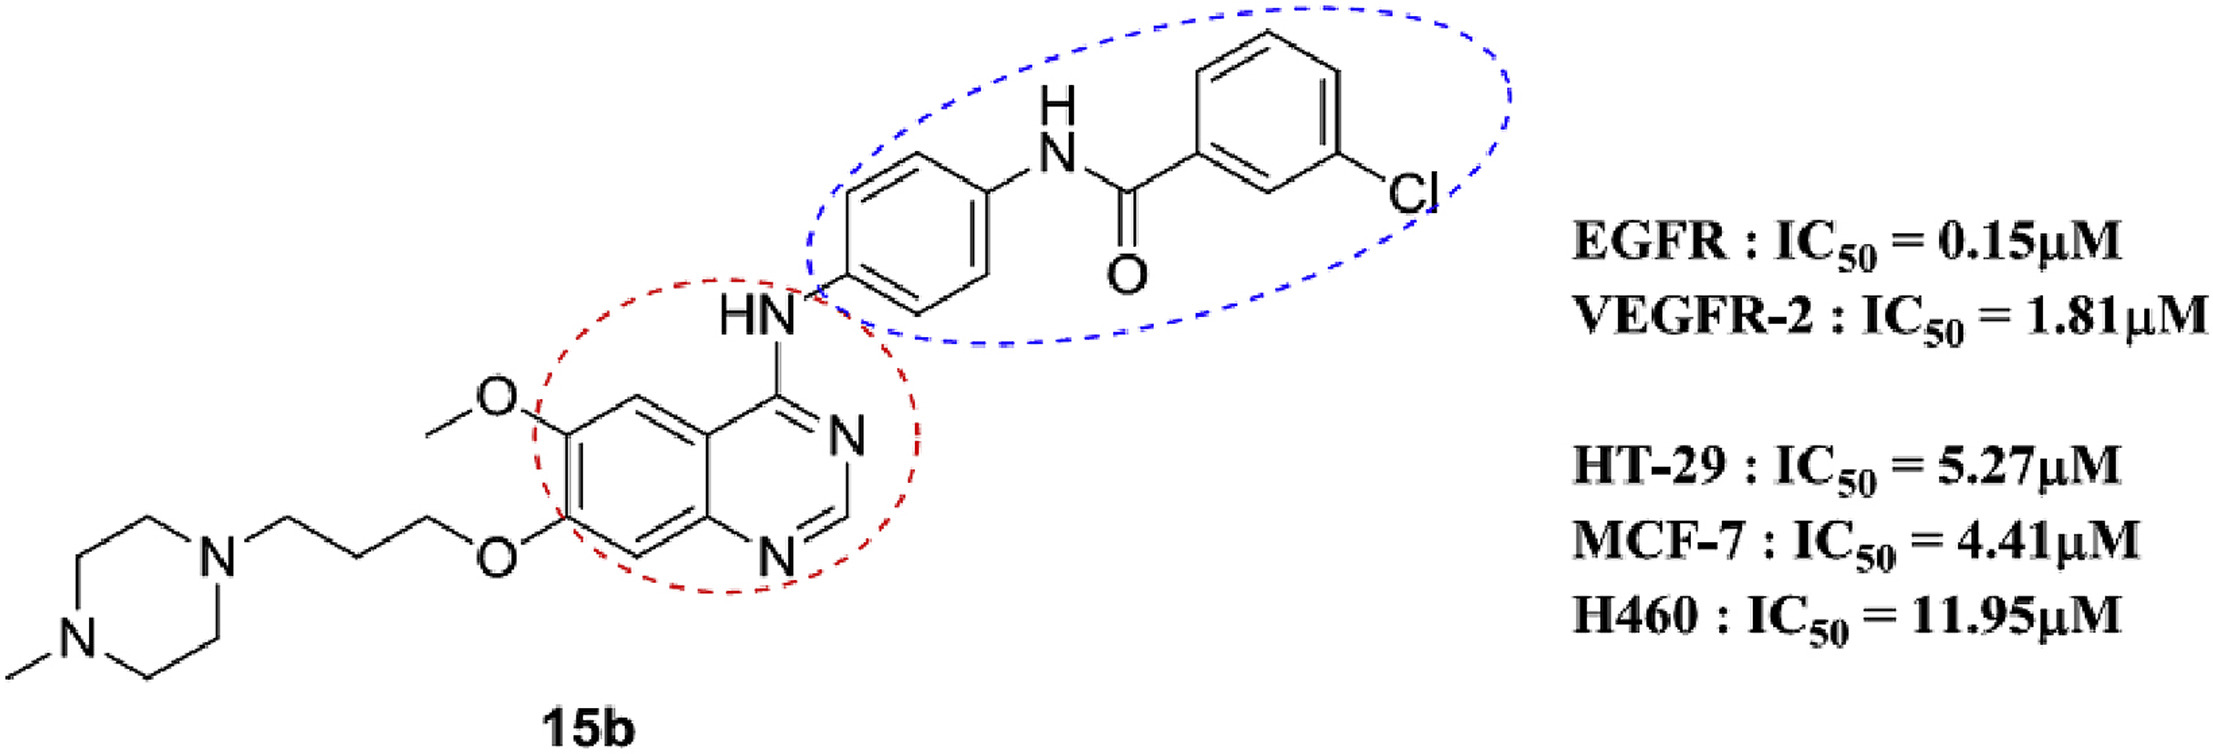 H
N
Cl
O
HN
O
N
N
O
N
N
15b
EGFR : IC50 = 0.15μM
VEGFR-2 : IC50 = 1.81μM
HT-29 : IC50 = 5.27μM
MCF-7 : IC50 = 4.41μM
H460 : IC50 = 11.95μM